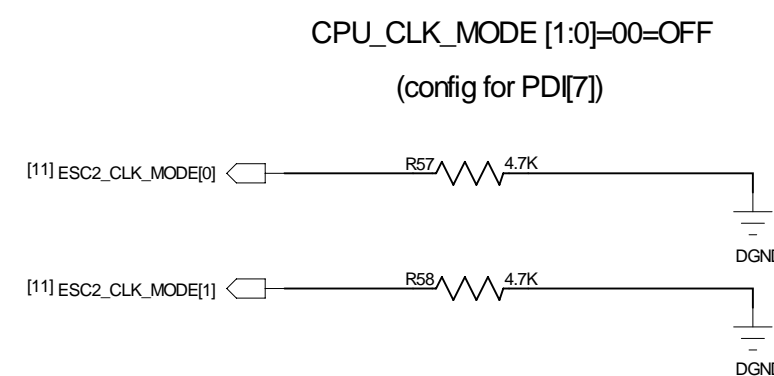 CPU_CLK_MODE [1:0]=00=OFF
(config for PDI[7])
[11] ESC2_CLK_MODE[0] R57 4.7K
DGND
[11] ESC2_CLK_MODE[1] R58 4.7K
DGND